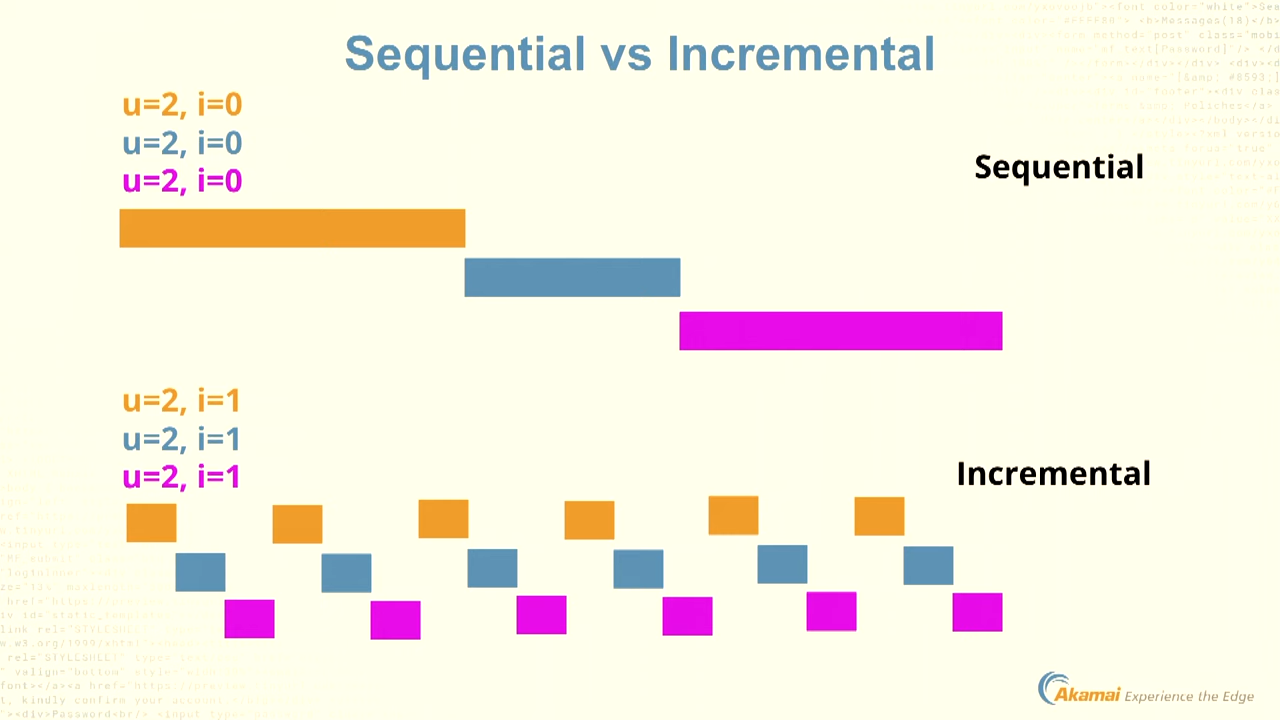 Sequential vs Incremental
u=2, i=0
u=2, i=0
u=2, i=0
Sequential
u=2, i=1
u=2, i=1
u=2, i=1
Incremental
Akamai Experience the Edge